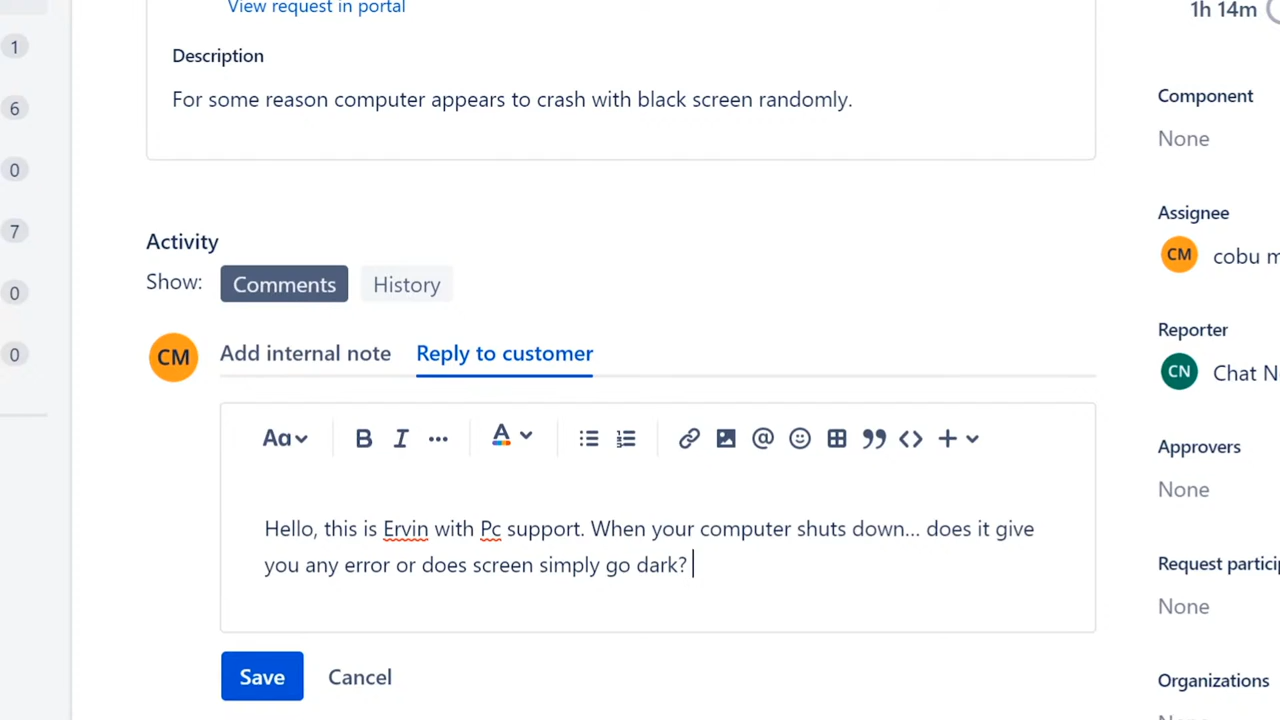 View request in portal
1h 14m
1
Description
6
For some reason computer appears to crash with black screen randomly.
Component
None
0
Assignee
7
Activity
CM cobu m
Show: Comments History
0
Reporter
CM Add internal note Reply to customer
0
CN Chat N
Aa B I ... A @ <> +
Approvers
None
Hello, this is Ervin with Pc support. When your computer shuts down... does it give
you any error or does screen simply go dark?
Request particip
None
Save Cancel
Organizations